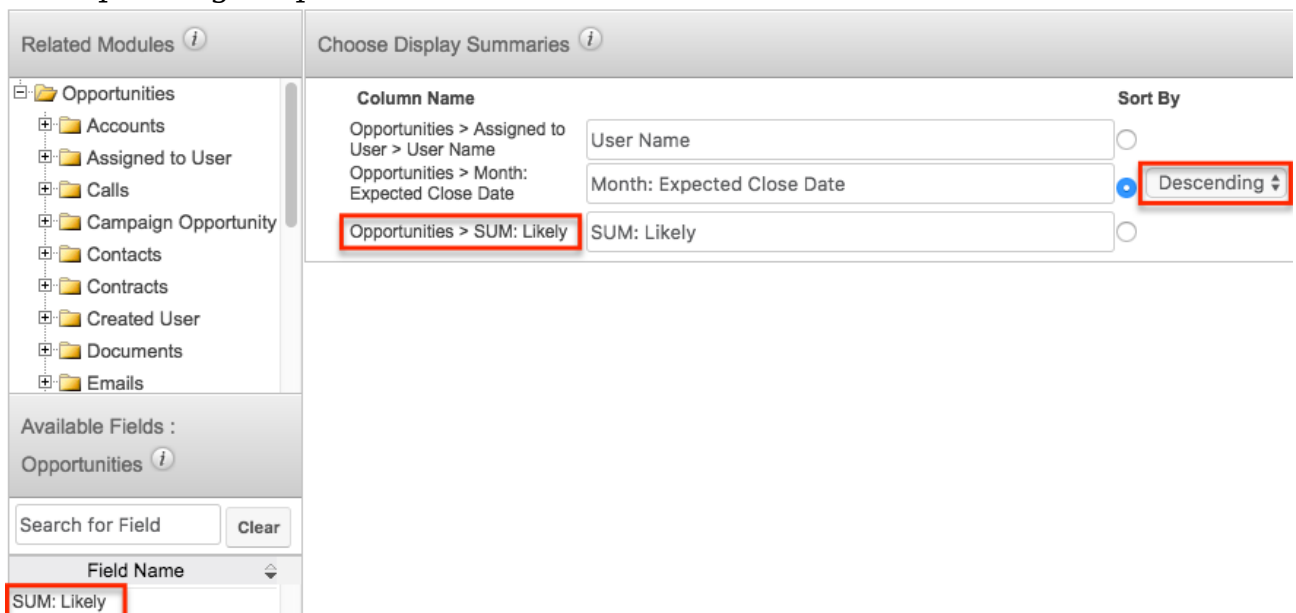 Related Modules i
Opportunities
Accounts
Assigned to User
Calls
Campaign Opportunity
Contacts
Contracts
Created User
Documents
Emails
Available Fields :
Opportunities i
Search for Field Clear
Field Name
SUM: Likely
Choose Display Summaries i
Column Name Sort By
Opportunities > Assigned to
User > User Name
User Name
Opportunities > Month:
Expected Close Date
Month: Expected Close Date
Descending
Opportunities > SUM: Likely
SUM: Likely